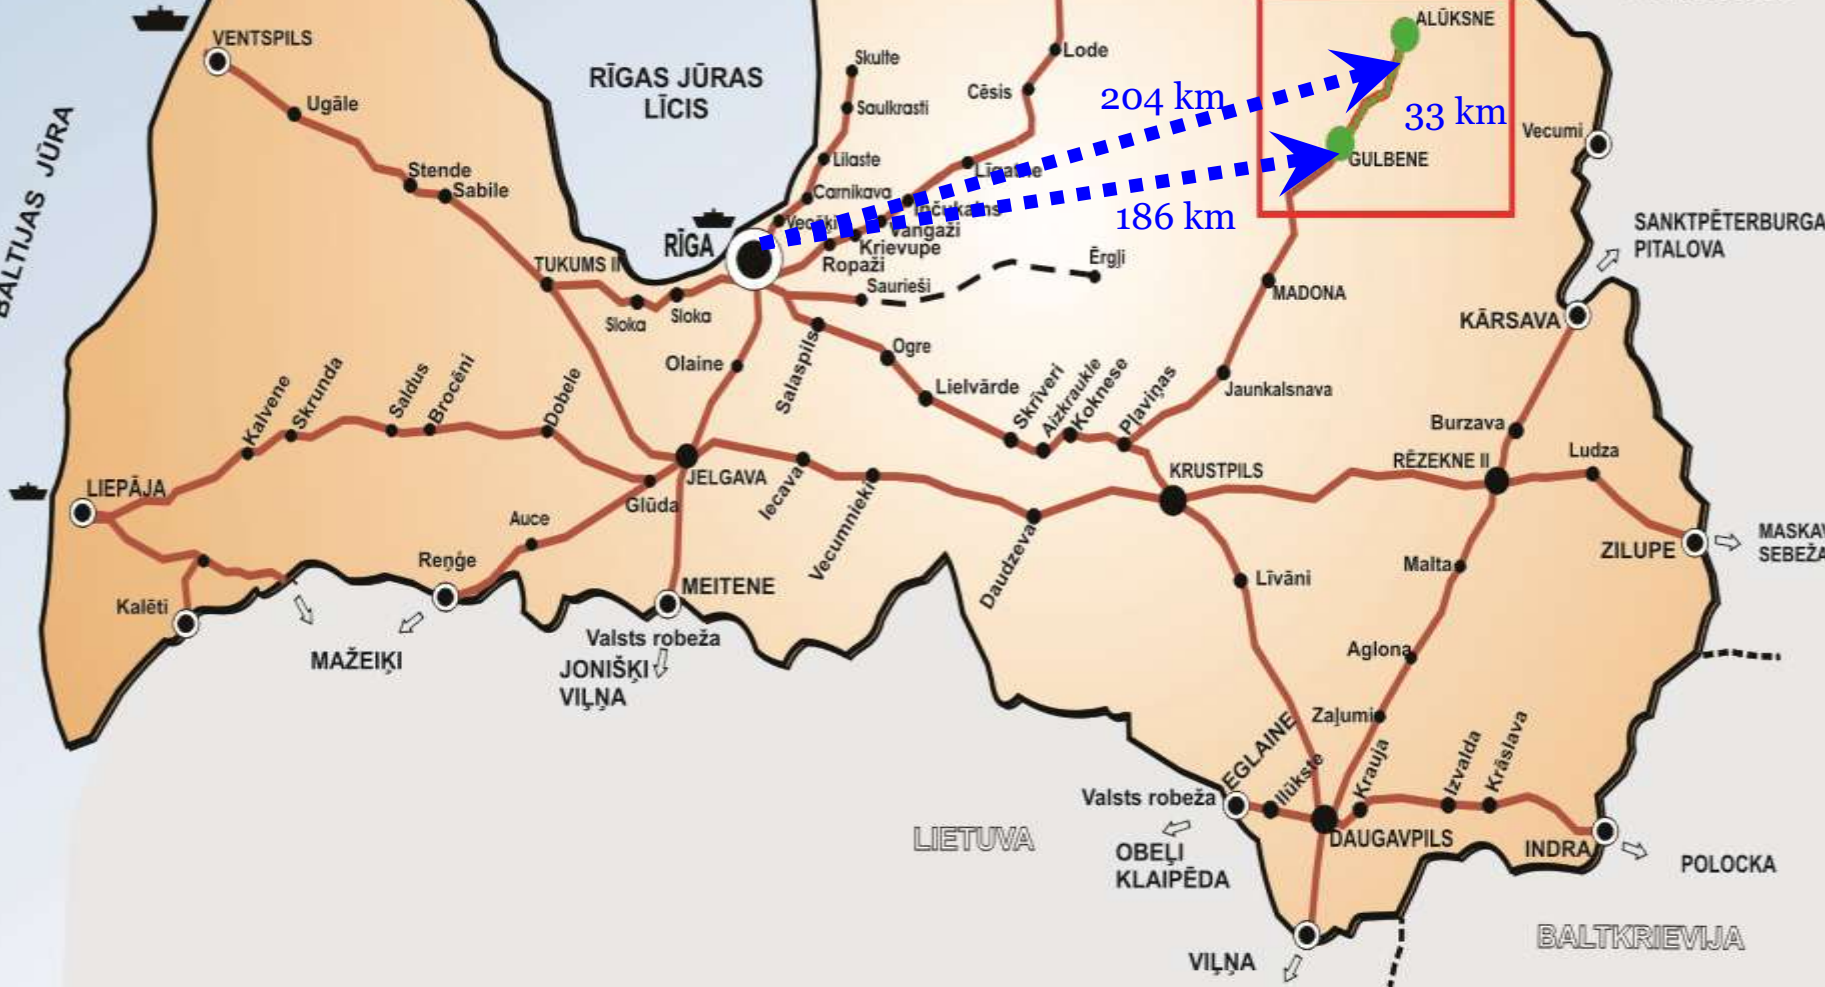 ALŪKSNE
VENTSPILS
Lode
Skulte
RĪGAS JŪRAS
LĪCIS
Cēsis
204 km
Ugāle
Saulkrasti
33 km
Vecumi
BALTIJAS JŪRA
Lilaste
GULBENE
Stende
Sabile
Carnikava
186 km
Vangaži
SANKTPĒTERBURGA
PITALOVA
RĪGA
Krievupe
Ropaži
Ērgļi
TUKUMS II
Saurieši
MADONA
Sloka
Sloka
KĀRSAVA
Salaspils
Ogre
Olaine
Lielvārde
Skrīveri
Aizkraukle
Koknese
Pļaviņas
Jaunkalsnava
Kalvene
Skrunda
Saldus
Brocēni
Dobele
Burzava
Ludza
RĒZEKNE II
KRUSTPILS
LIEPĀJA
JELGAVA
Iecava
Vecumnieki
Glūda
Auce
Daudzeva
ZILUPE
SEBEŽA
Reņģe
Malta
Līvāni
MEITENE
Kalēti
Valsts robeža
MAŽEIĶI
JONIŠĶI
VIĻŅA
Aglona
Zaļumi
EGLAINE
Ilūkste
Krauja
Izvalda
Krāslava
Valsts robeža
LIETUVA
DAUGAVPILS
INDRA
OBEĻI
KLAIPĒDA
POLOCKA
BALTKRIEVIJA
VIĻŅA